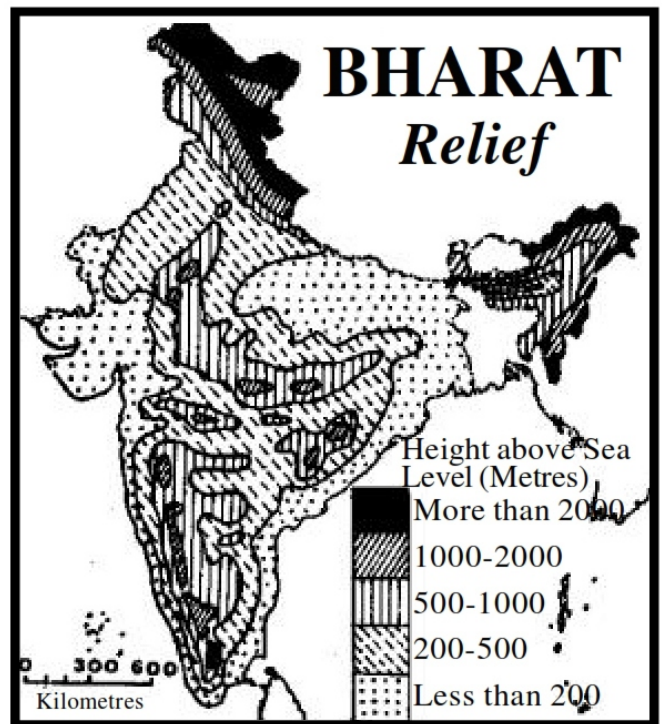 BHARAT
Relief
Height above Sea
Level (Metres)
More than 2000
1000-2000
500-1000
200-500
Less than 200
0 300 600
Kilometres